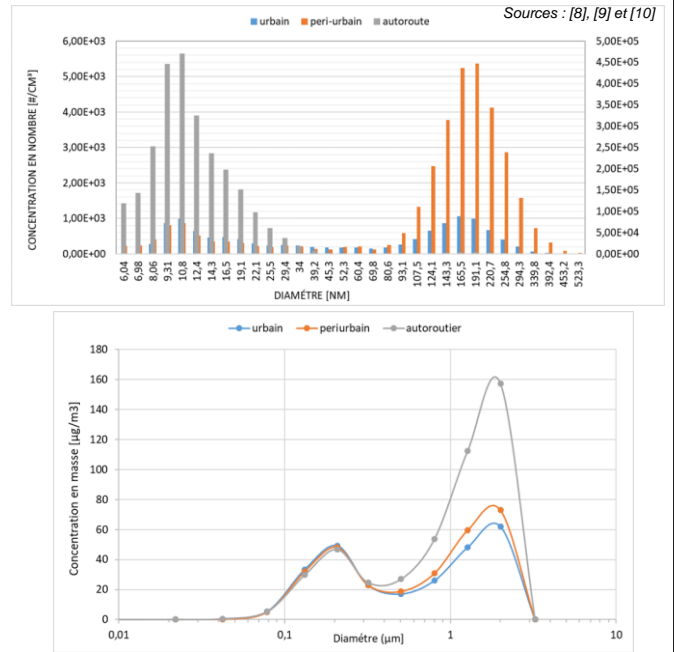 Sources : [8], [9] et [10]
urbain peri-urbain autoroute
6,00E+03
5,00E+03
4,00E+03
3,00E+03
2,00E+03
1,00E+03
0,00E+00
CONCENTRATION EN NOMBRE [#/CM³]
5,00E+05
4,50E+05
4,00E+05
3,50E+05
3,00E+05
2,50E+05
2,00E+05
1,50E+05
1,00E+05
5,00E+04
0,00E+00
6,04 6,98 8,06 9,31 10,8 12,4 14,3 16,5 19,1 22,1 25,5 29,4 34 39,2 45,3 52,3 60,4 69,8 80,6 93,1 107,5 124,1 143,3 165,5 191,1 220,7 254,8 294,3 339,8 392,4 453,2 523,3
DIAMÉTRE [NM]
urbain periurbain autoroutier
180
160
140
120
100
80
60
40
20
0
Concentration en masse [µg/m3]
0,01 0,1 1 10
Diamétre (µm]